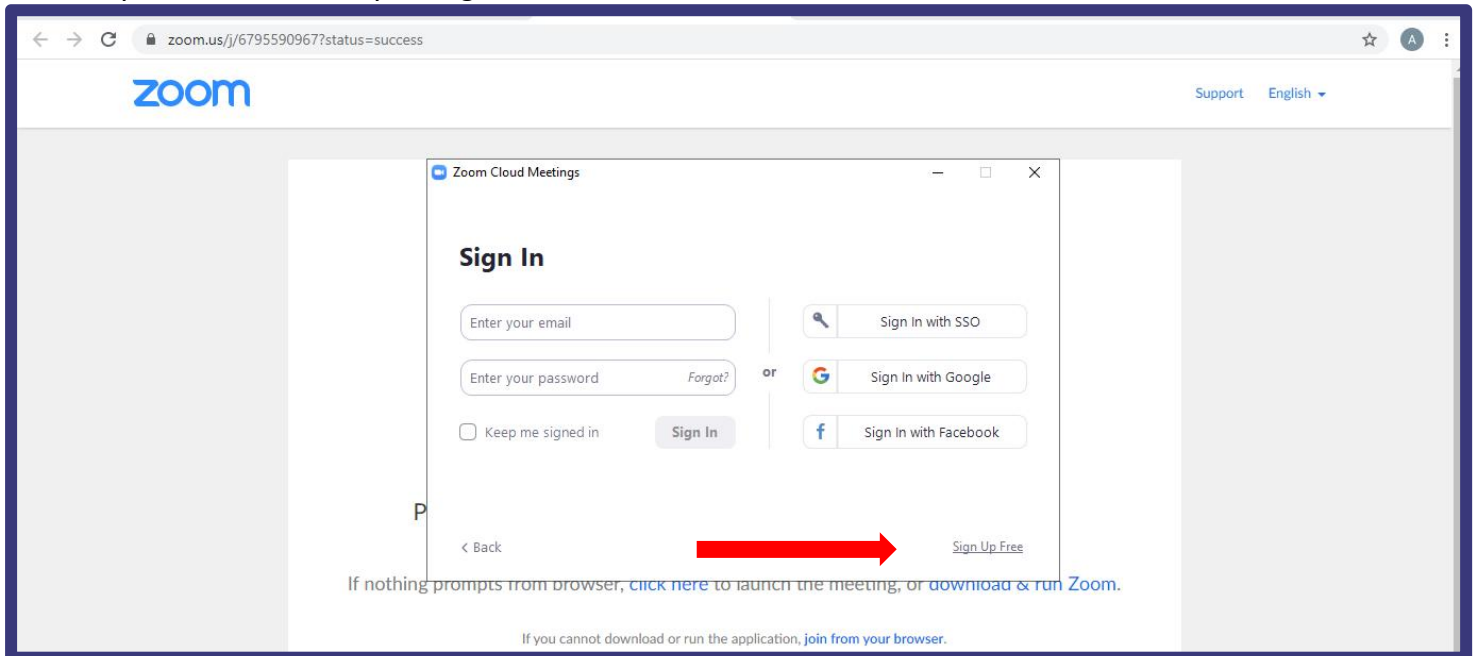 zoom.us/j/6795590967?status=success
A
zoom
Support English
Zoom Cloud Meetings
Sign In
Enter your email
Sign In with SSO
Enter your password Forgot?
or
Sign In with Google
Keep me signed in Sign In
Sign In with Facebook
P
< Back
Sign Up Free
If nothing prompts from browser, click here to launch the meeting, or download & run Zoom.
If you cannot download or run the application, join from your browser.